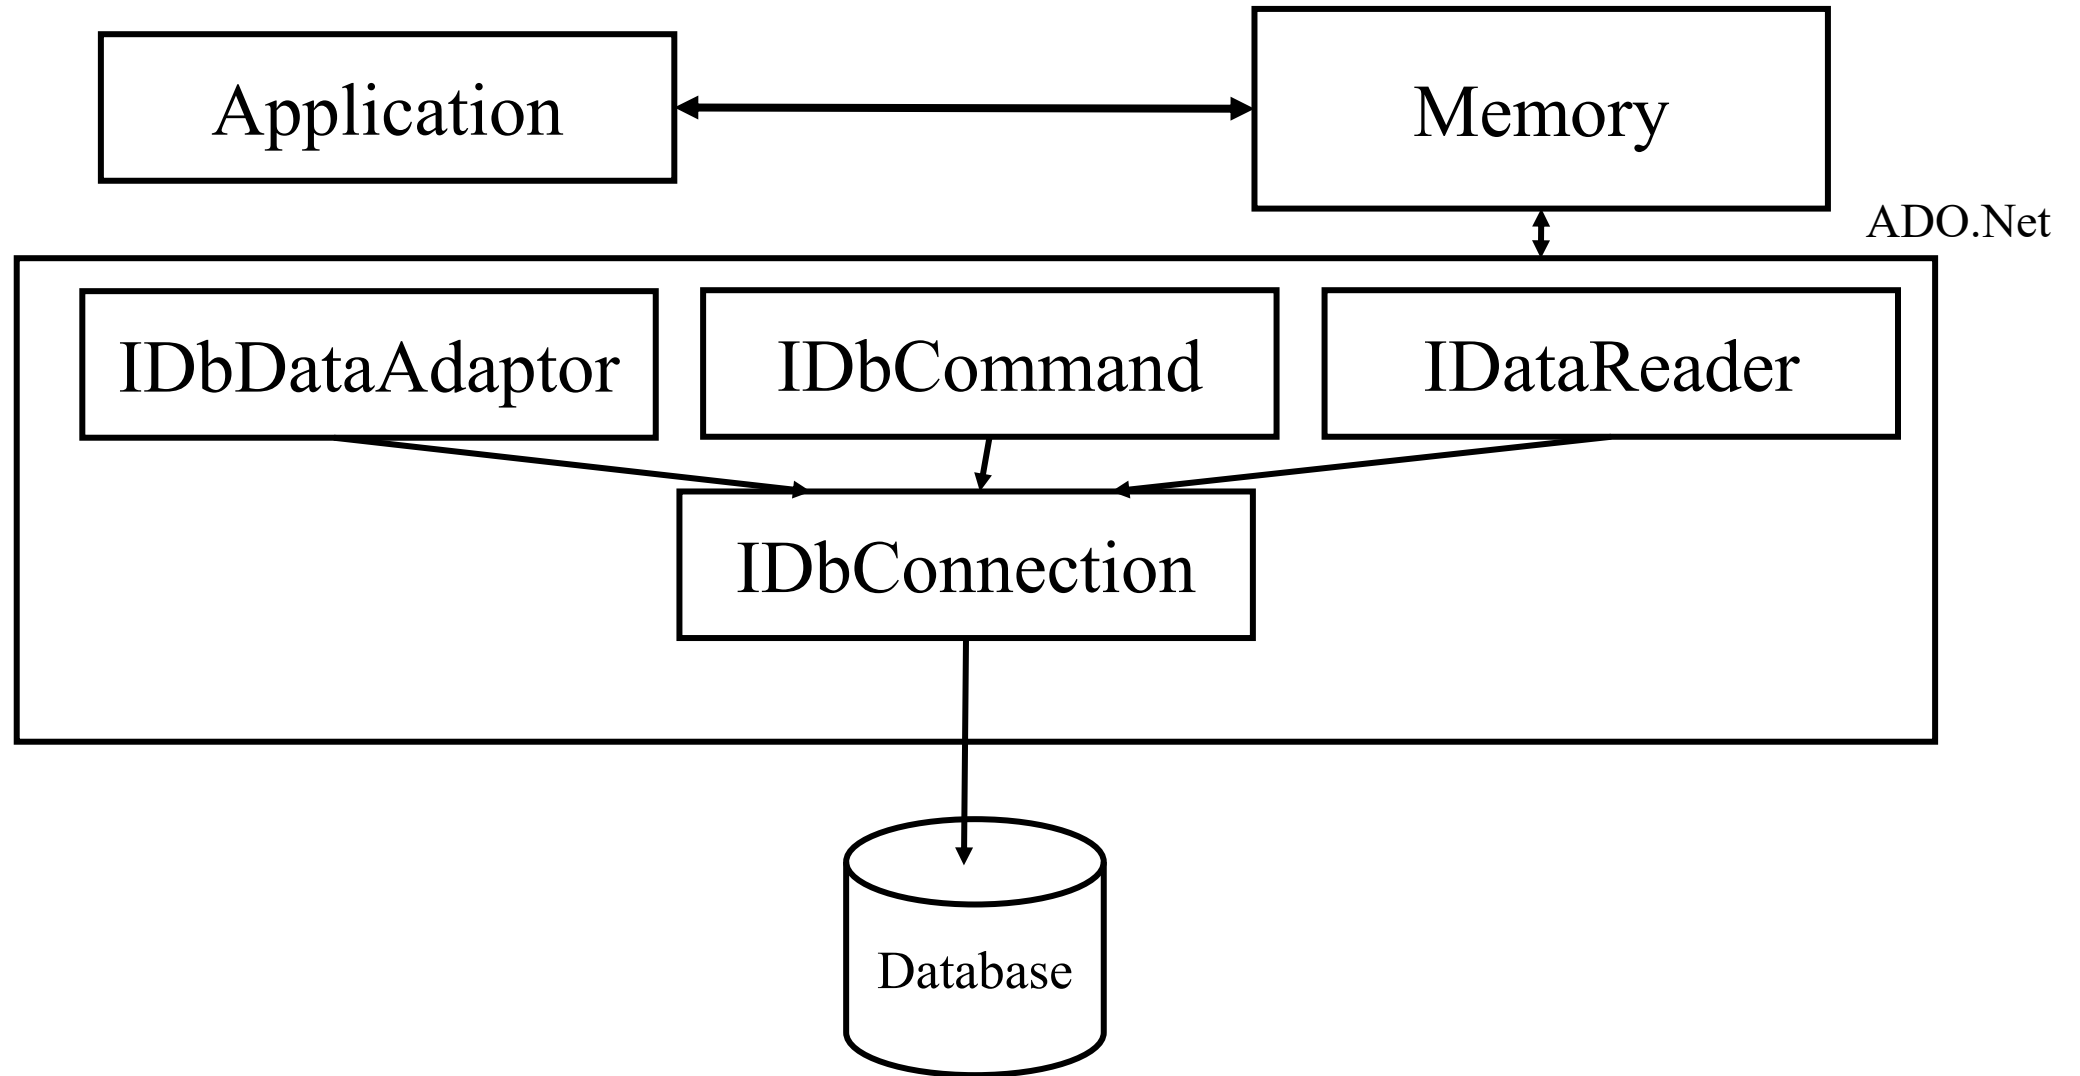 Application
Memory
ADO.Net
IDbDataAdaptor
IDbCommand
IDataReader
IDbConnection
Database